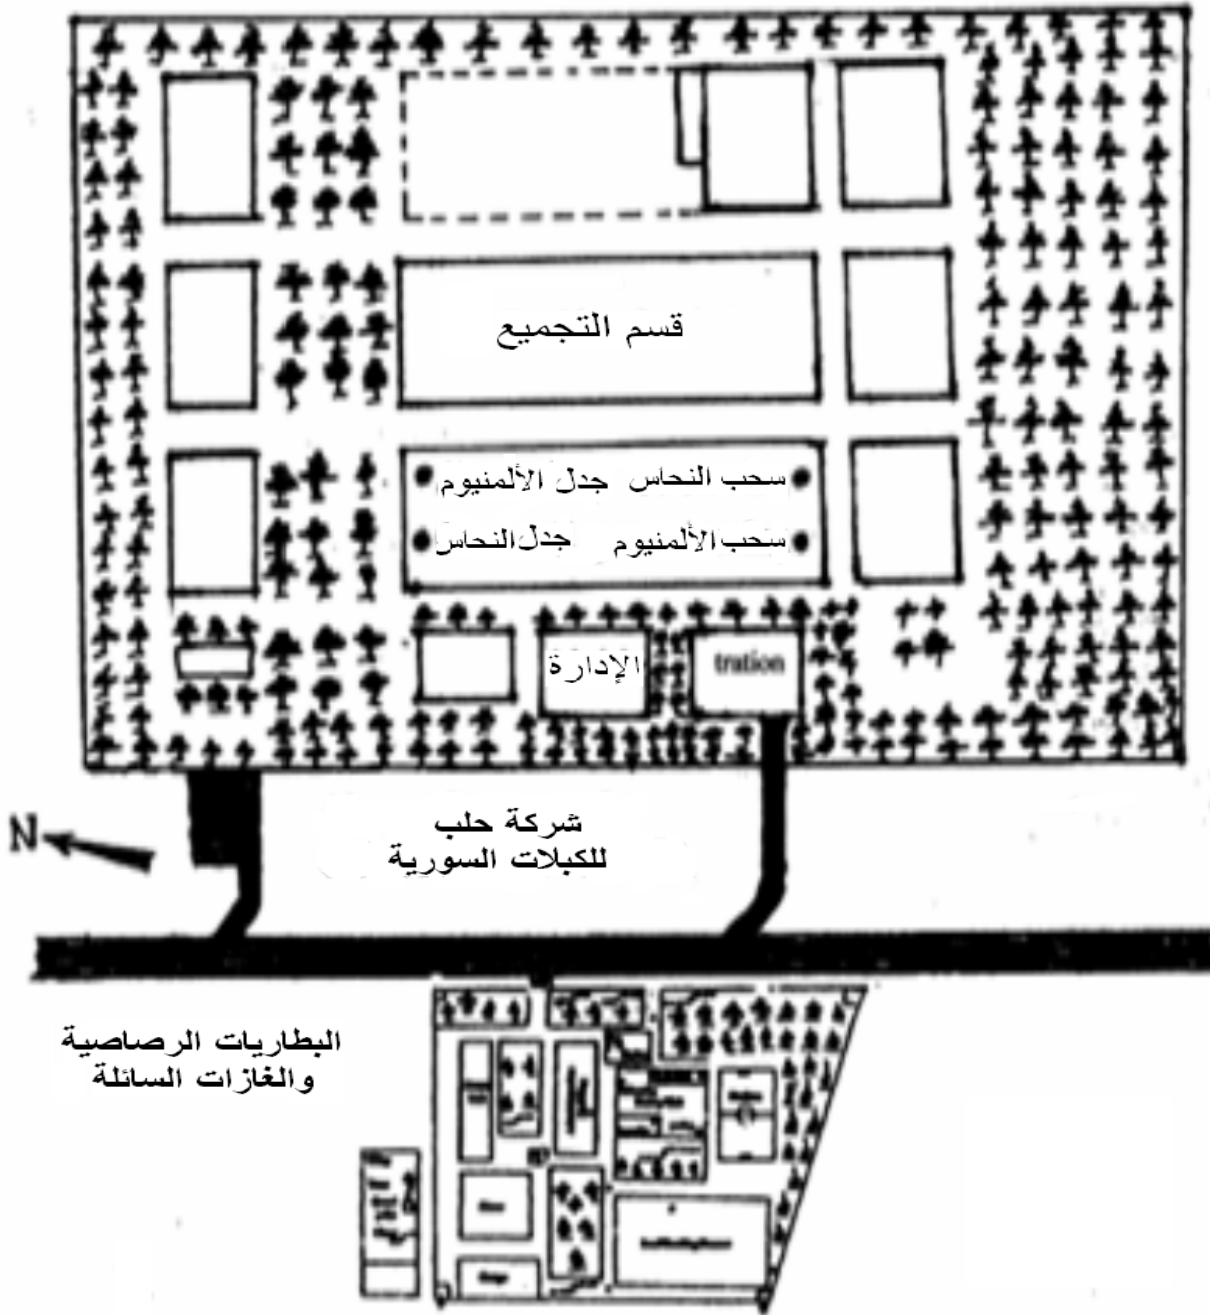 قسم التجميع
سحب النحاس جدل الألمنيوم
سحب الألمنيوم جدل النحاس
الإدارة
tration
شركة حلب
للكبلات السورية
N
البطاريات الرصاصية
والغازات السائلة